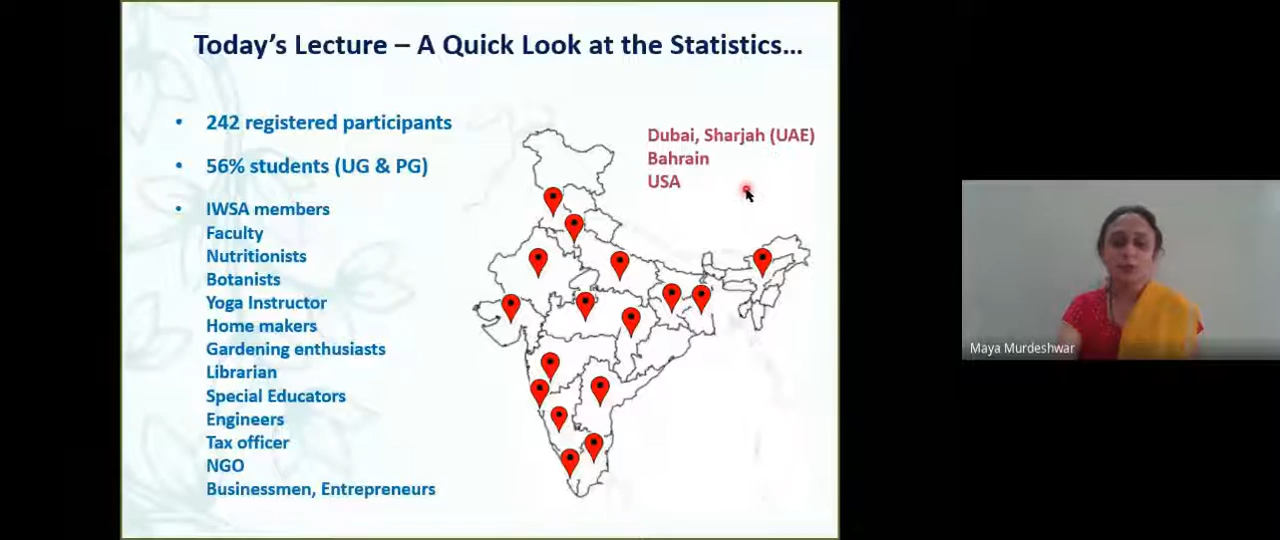 Today's Lecture – A Quick Look at the Statistics...
• 242 registered participants
• 56% students (UG & PG)
• IWSA members
Faculty
Nutritionists
Botanists
Yoga Instructor
Home makers
Gardening enthusiasts
Librarian
Special Educators
Engineers
Tax officer
NGO
Businessmen, Entrepreneurs
Dubai, Sharjah (UAE)
Bahrain
USA
Maya Murdeshwar